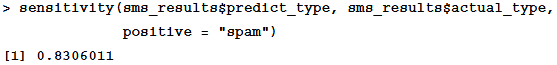 > sensitivity(sms_results$predict_type, sms_results$actual_type,
positive = "spam")
[1] 0.8306011